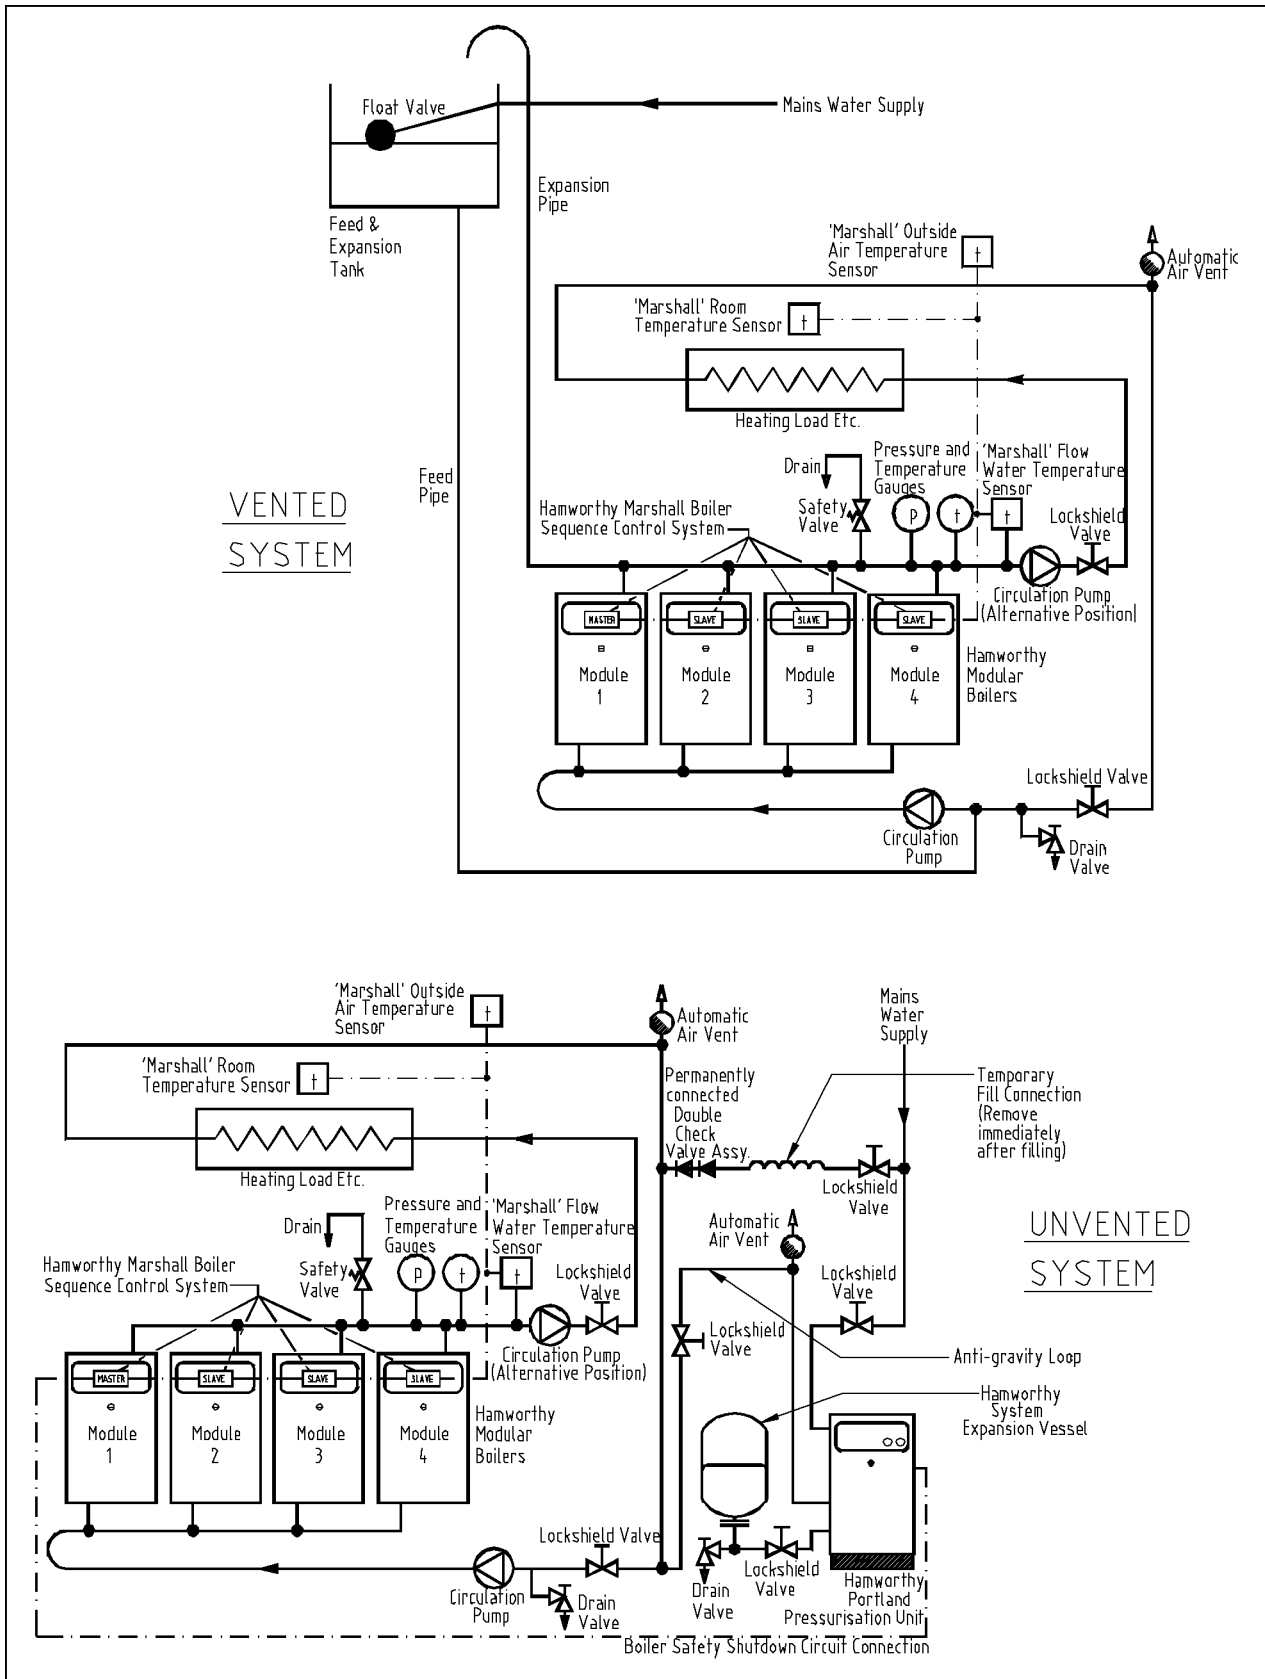 Float Valve
Mains Water Supply
Expansion
Pipe
Feed &
Expansion
Tank
'Marshall' Outside
Air Temperature
Sensor
t
Automatic
Air Vent
'Marshall' Room
Temperature Sensor
t
Heating Load Etc.
Feed
Pipe
VENTED
SYSTEM
Drain
Pressure and
Temperature
Gauges
'Marshall' Flow
Water Temperature
Sensor
Safety
Valve
p
t
t
Lockshield
Valve
Hamworthy Marshall Boiler
Sequence Control System
Circulation Pump
(Alternative Position)
MASTER
SLAVE
SLAVE
SLAVE
Module
1
Module
2
Module
3
Module
4
Hamworthy
Modular
Boilers
Lockshield Valve
Circulation
Pump
Drain
Valve
'Marshall' Outside
Air Temperature
Sensor
t
Automatic
Air Vent
Mains
Water
Supply
'Marshall' Room
Temperature Sensor
t
Permanently
connected
Double
Check
Valve Assy.
Temporary
Fill Connection
(Remove
immediately
after filling)
Heating Load Etc.
Lockshield
Valve
UNVENTED
SYSTEM
Drain
Pressure and
Temperature
Gauges
'Marshall' Flow
Water Temperature
Sensor
Automatic
Air Vent
Hamworthy Marshall Boiler
Sequence Control System
Safety
Valve
p
t
t
Lockshield
Valve
Lockshield
Valve
Lockshield
Valve
Circulation Pump
(Alternative Position)
Anti-gravity Loop
MASTER
SLAVE
SLAVE
SLAVE
Module
1
Module
2
Module
3
Module
4
Hamworthy
Modular
Boilers
Hamworthy
System
Expansion Vessel
Lockshield Valve
Circulation
Pump
Drain
Valve
Drain
Valve
Lockshield
Valve
Hamworthy
Portland
Pressurisation Unit
Boiler Safety Shutdown Circuit Connection